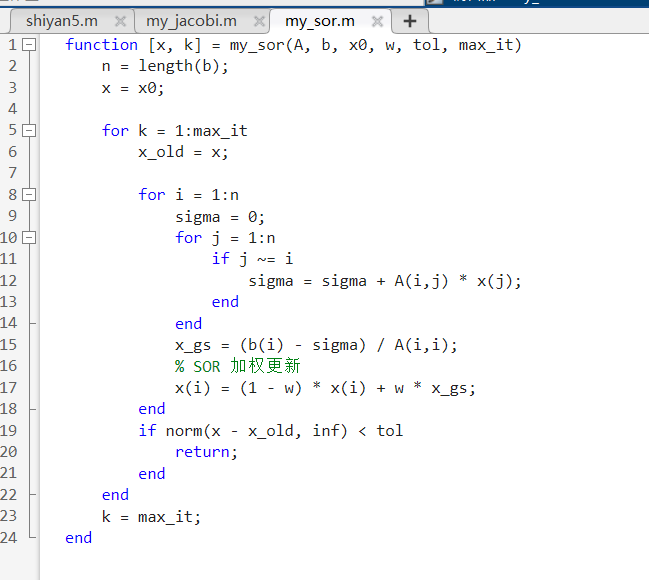 shiyan5.m × my_jacobi.m × my_sor.m × +
1 function [x, k] = my_sor(A, b, x0, w, tol, max_it)
2 n = length(b);
3 x = x0;
4
5 for k = 1:max_it
6 x_old = x;
7
8 for i = 1:n
9 sigma = 0;
10 for j = 1:n
11 if j ~= i
12 sigma = sigma + A(i,j) * x(j);
13 end
14 end
15 x_gs = (b(i) - sigma) / A(i,i);
16 % SOR 加权更新
17 x(i) = (1 - w) * x(i) + w * x_gs;
18 end
19 if norm(x - x_old, inf) < tol
20 return;
21 end
22 end
23 k = max_it;
24 end